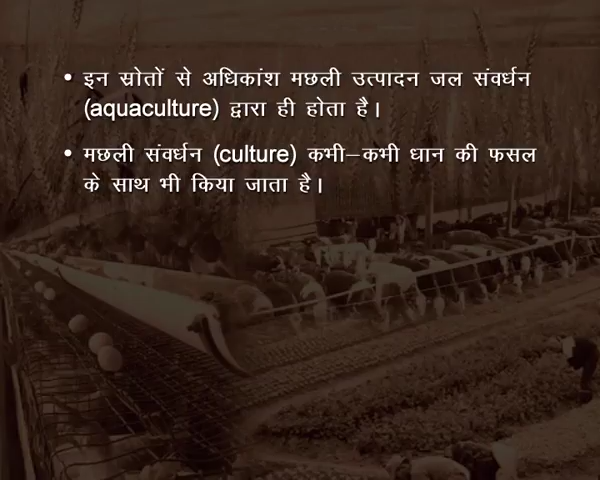 • इन स्रोतों से अधिकांश मछली उत्पादन जल संवर्धन
(aquaculture) द्वारा ही होता है।
• मछली संवर्धन (culture) कभी–कभी धान की फसल
के साथ भी किया जाता है।